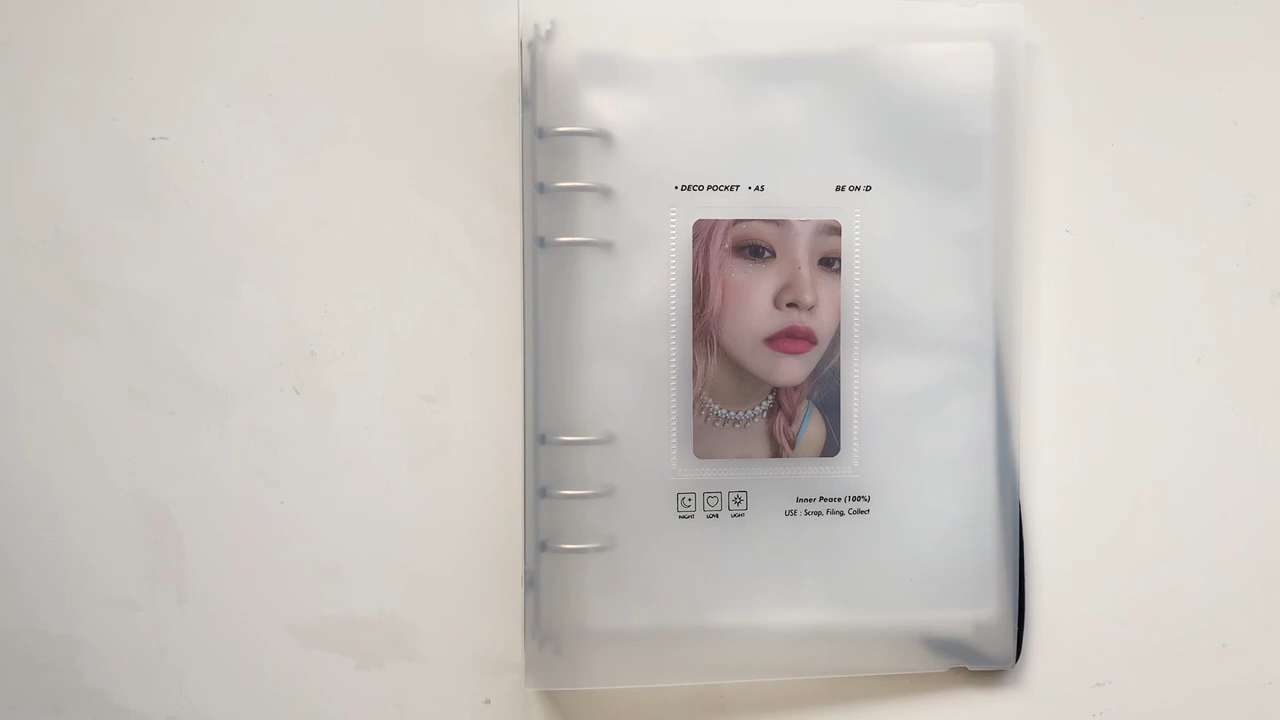 • DECO POCKET • A5 BE ON :D
NIGHT LOVE LIGHT
Inner Peace (100%)
USE : Scrap, Filing, Collect